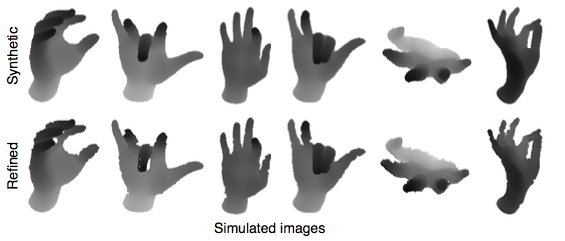 Synthetic
Refined
Simulated images